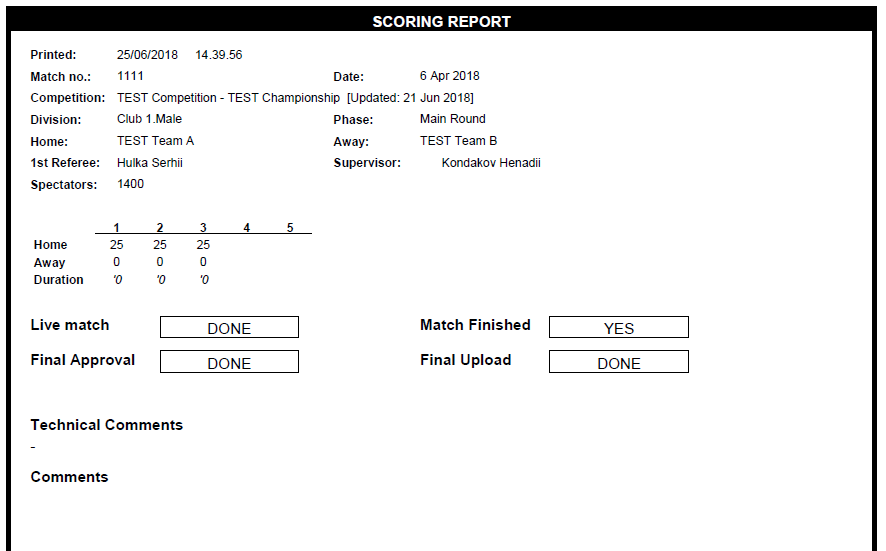 SCORING REPORT
Printed: 25/06/2018 14.39.56
Match no.: 1111 Date: 6 Apr 2018
Competition: TEST Competition - TEST Championship [Updated: 21 Jun 2018]
Division: Club 1.Male Phase: Main Round
Home: TEST Team A Away: TEST Team B
1st Referee: Hulka Serhii Supervisor: Kondakov Henadii
Spectators: 1400
1 2 3 4 5
Home 25 25 25
Away 0 0 0
Duration '0 '0 '0
Live match DONE Match Finished YES
Final Approval DONE Final Upload DONE
Technical Comments
-
Comments